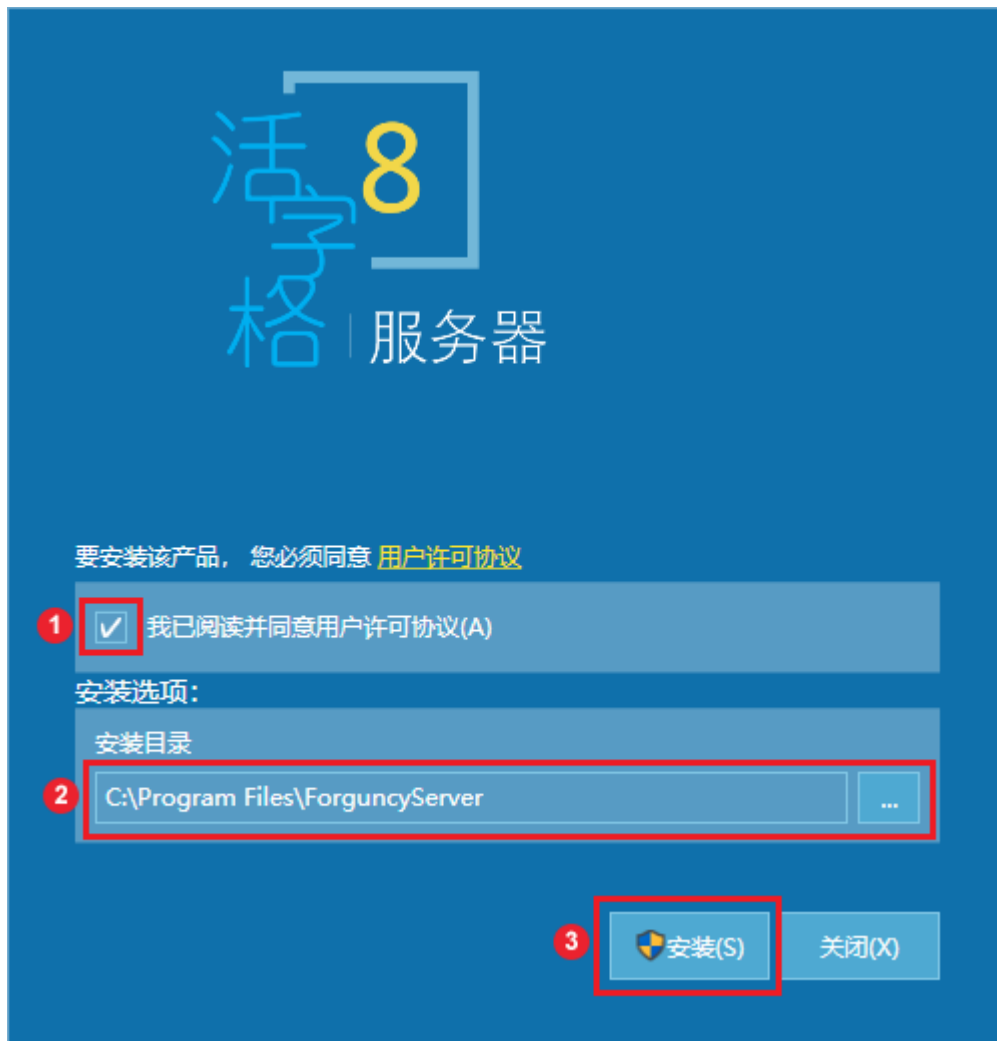 活字格
8
服务器
要安装该产品， 您必须同意 用户许可协议
1
我已阅读并同意用户许可协议(A)
安装选项：
安装目录
2
C:\Program Files\ForguncyServer
...
3
安装(S)
关闭(X)